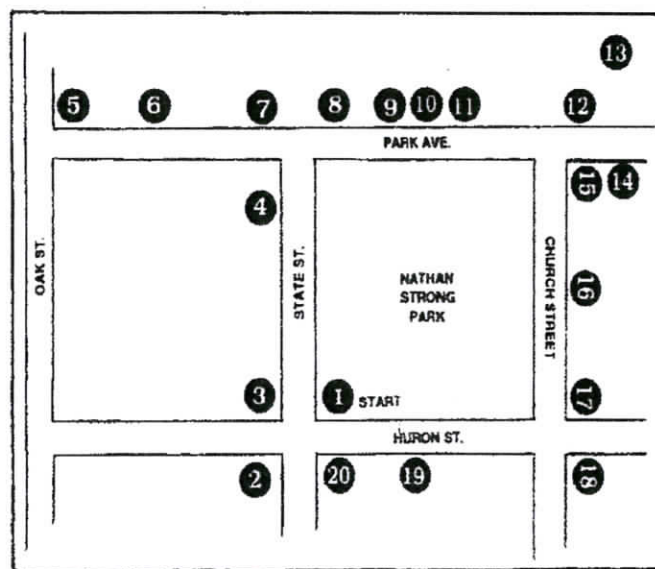 13
5 6 7 8 9 10 11 12
PARK AVE.
4 15 14
OAK ST.
STATE ST.
NATHAN
STRONG
PARK
CHURCH STREET
16
3 1 START 17
HURON ST.
2 20 19 18